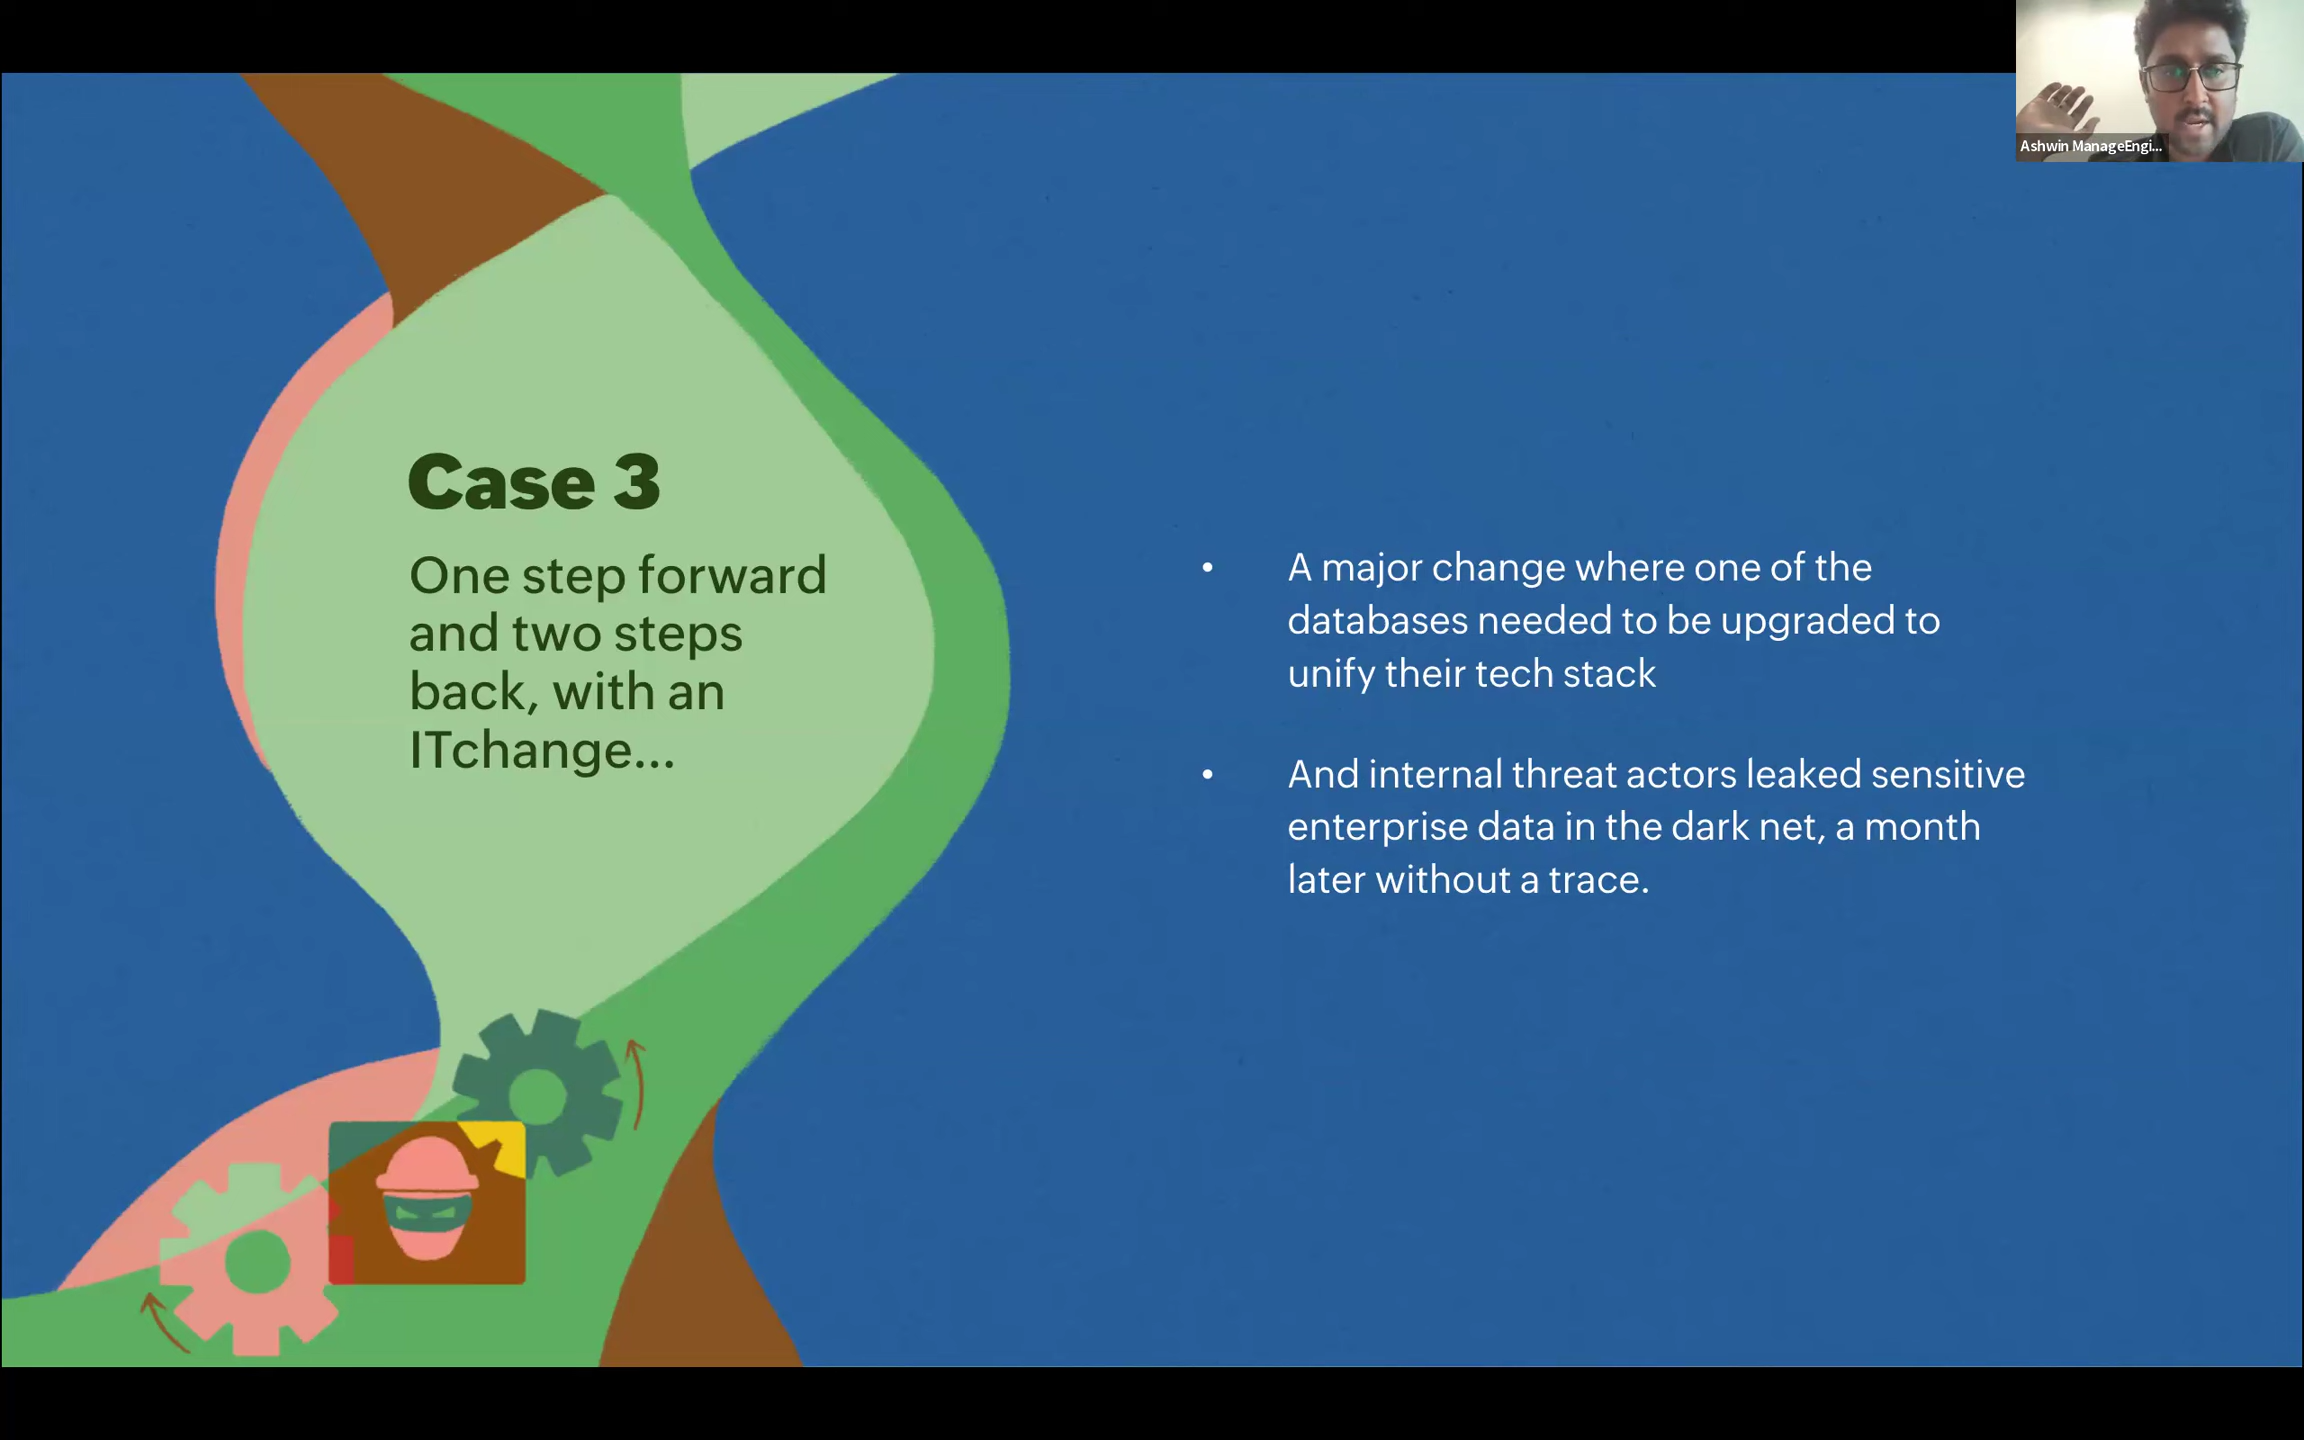 Ashwin ManageEngi...
Case 3
One step forward
and two steps
back, with an
ITchange...
• A major change where one of the
databases needed to be upgraded to
unify their tech stack
• And internal threat actors leaked sensitive
enterprise data in the dark net, a month
later without a trace.